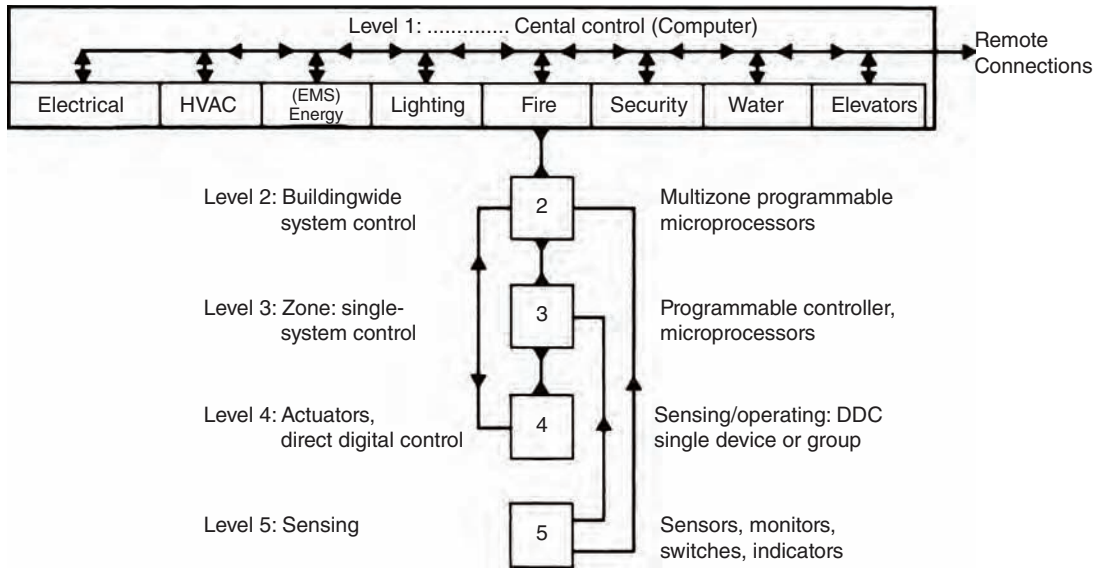 Level 1: .............. Cental control (Computer)
Remote
Connections
Electrical
HVAC
(EMS)
Energy
Lighting
Fire
Security
Water
Elevators
Level 2: Buildingwide
system control
2
Multizone programmable
microprocessors
Level 3: Zone: single-
system control
3
Programmable controller,
microprocessors
Level 4: Actuators,
direct digital control
4
Sensing/operating: DDC
single device or group
Level 5: Sensing
5
Sensors, monitors,
switches, indicators